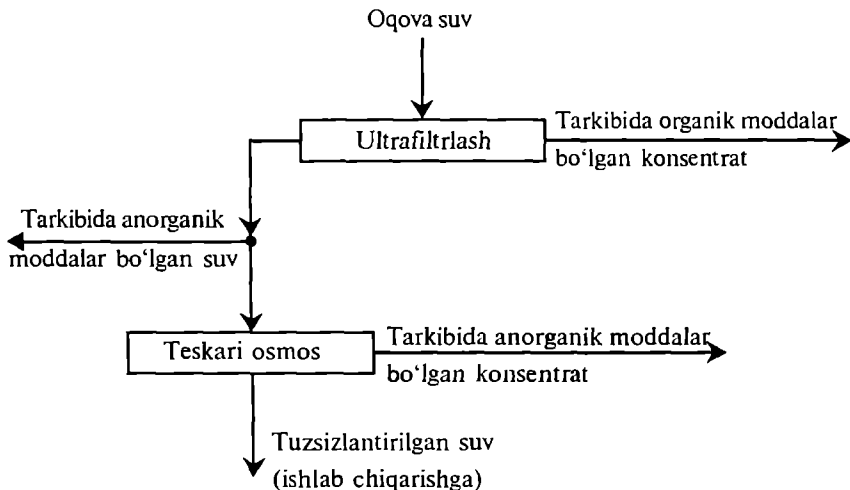 Oqova suv
Ultrafiltrlash
Tarkibida organik moddalar
bo‘lgan konsentrat
Tarkibida anorganik
moddalar bo‘lgan suv
Teskari osmos
Tarkibida anorganik moddalar
bo‘lgan konsentrat
Tuzsizlantirilgan suv
(ishlab chiqarishga)